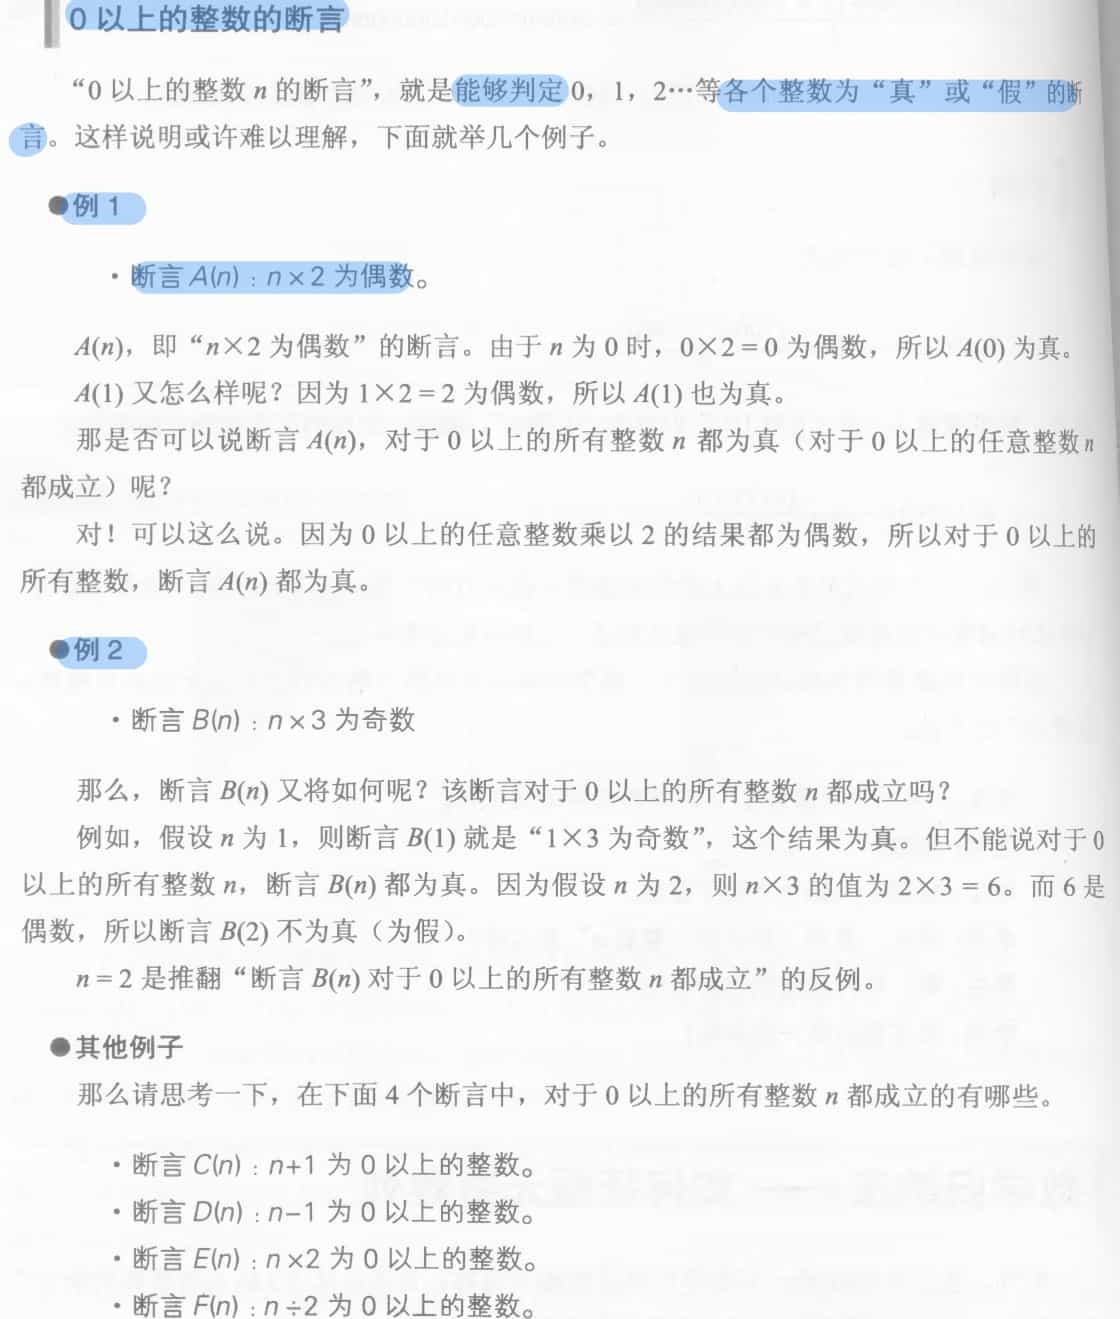 0 以上的整数的断言
“0 以上的整数 n 的断言”，就是能够判定 0，1，2…等各个整数为“真”或“假”的断
言。这样说明或许难以理解，下面就举几个例子。
●例 1
· 断言 A(n)：n×2 为偶数。
A(n)，即“n×2 为偶数”的断言。由于 n 为 0 时，0×2 = 0 为偶数，所以 A(0) 为真。
A(1) 又怎么样呢？因为 1×2 = 2 为偶数，所以 A(1) 也为真。
那是否可以说断言 A(n)，对于 0 以上的所有整数 n 都为真（对于 0 以上的任意整数 n
都成立）呢？
对！可以这么说。因为 0 以上的任意整数乘以 2 的结果都为偶数，所以对于 0 以上的
所有整数，断言 A(n) 都为真。
●例 2
· 断言 B(n)：n×3 为奇数
那么，断言 B(n) 又将如何呢？该断言对于 0 以上的所有整数 n 都成立吗？
例如，假设 n 为 1，则断言 B(1) 就是“1×3 为奇数”，这个结果为真。但不能说对于 0
以上的所有整数 n，断言 B(n) 都为真。因为假设 n 为 2，则 n×3 的值为 2×3 = 6。而 6 是
偶数，所以断言 B(2) 不为真（为假）。
n = 2 是推翻“断言 B(n) 对于 0 以上的所有整数 n 都成立”的反例。
●其他例子
那么请思考一下，在下面 4 个断言中，对于 0 以上的所有整数 n 都成立的有哪些。
· 断言 C(n)：n+1 为 0 以上的整数。
· 断言 D(n)：n−1 为 0 以上的整数。
· 断言 E(n)：n×2 为 0 以上的整数。
· 断言 F(n)：n÷2 为 0 以上的整数。